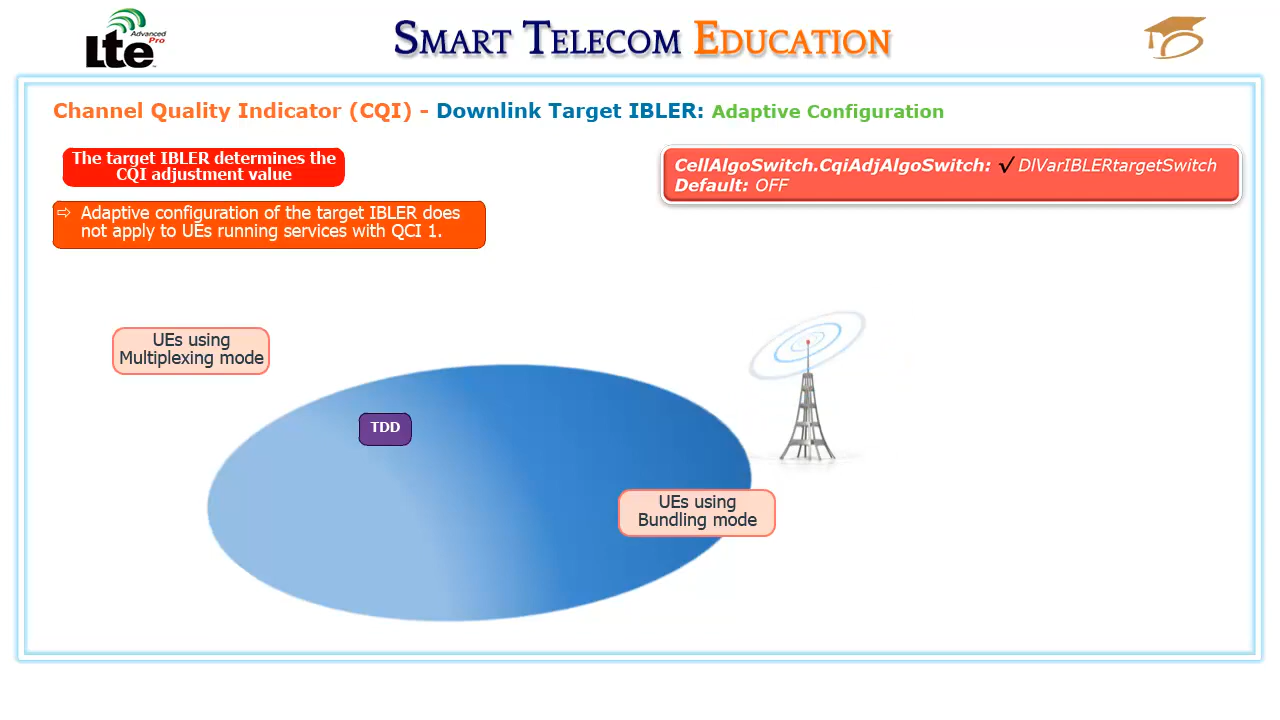 Lte Advanced Pro
SMART TELECOM EDUCATION
Channel Quality Indicator (CQI) - Downlink Target IBLER: Adaptive Configuration
The target IBLER determines the
CQI adjustment value
CellAlgoSwitch.CqiAdjAlgoSwitch: √ DlVarIBLERtargetSwitch
Default: OFF
⇨ Adaptive configuration of the target IBLER does
not apply to UEs running services with QCI 1.
UEs using
Multiplexing mode
TDD
UEs using
Bundling mode